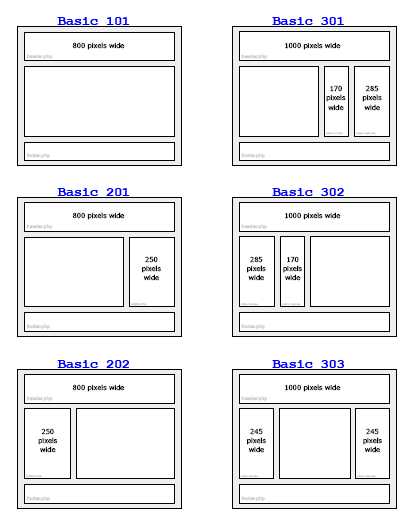 Basic 101
800 pixels wide
header.php
footer.php
Basic 301
1000 pixels wide
header.php
170
pixels
wide
285
pixels
wide
footer.php
Basic 201
800 pixels wide
header.php
250
pixels
wide
footer.php
Basic 302
1000 pixels wide
header.php
285
pixels
wide
170
pixels
wide
footer.php
Basic 202
800 pixels wide
header.php
250
pixels
wide
footer.php
Basic 303
1000 pixels wide
header.php
245
pixels
wide
245
pixels
wide
footer.php